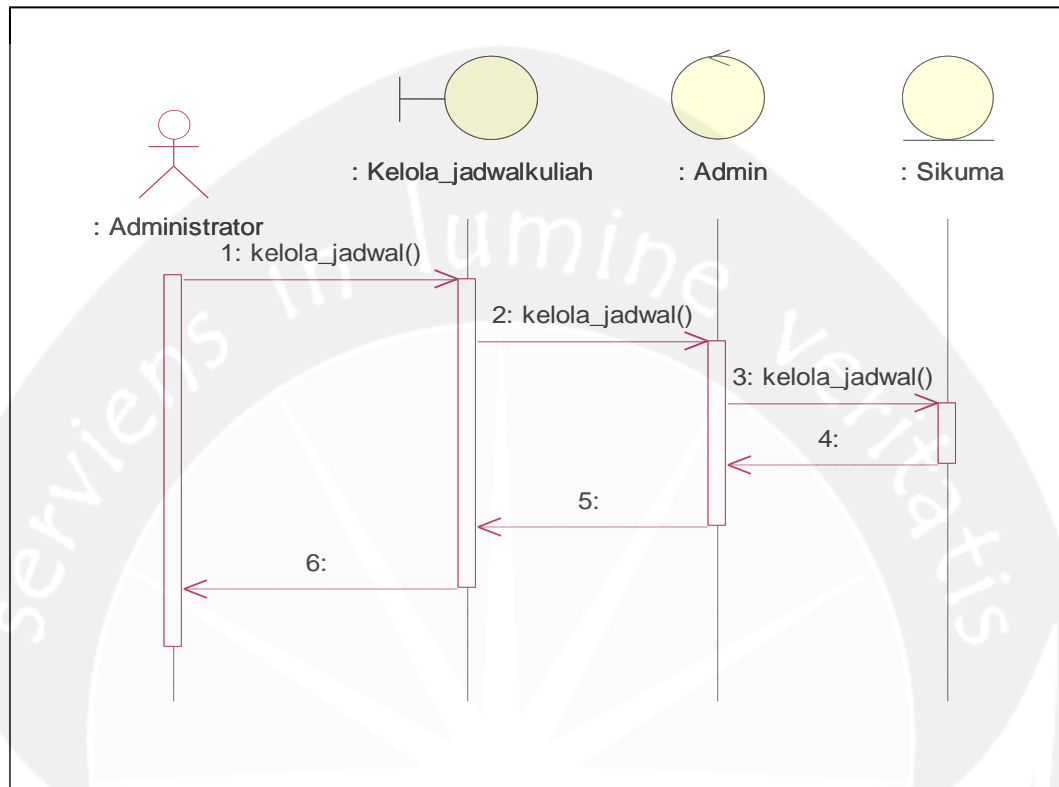 : Kelola_jadwalkuliah
: Admin
: Sikuma
: Administrator
1: kelola_jadwal()
2: kelola_jadwal()
3: kelola_jadwal()
4:
5:
6:
serviens in lumine veritatis